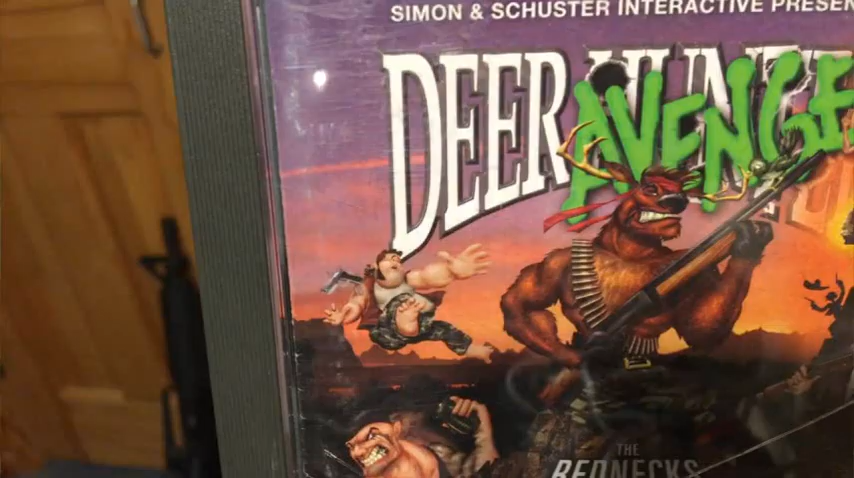 SIMON & SCHUSTER INTERACTIVE PRESEN
DEER AVENGE
THE
REDNECKS